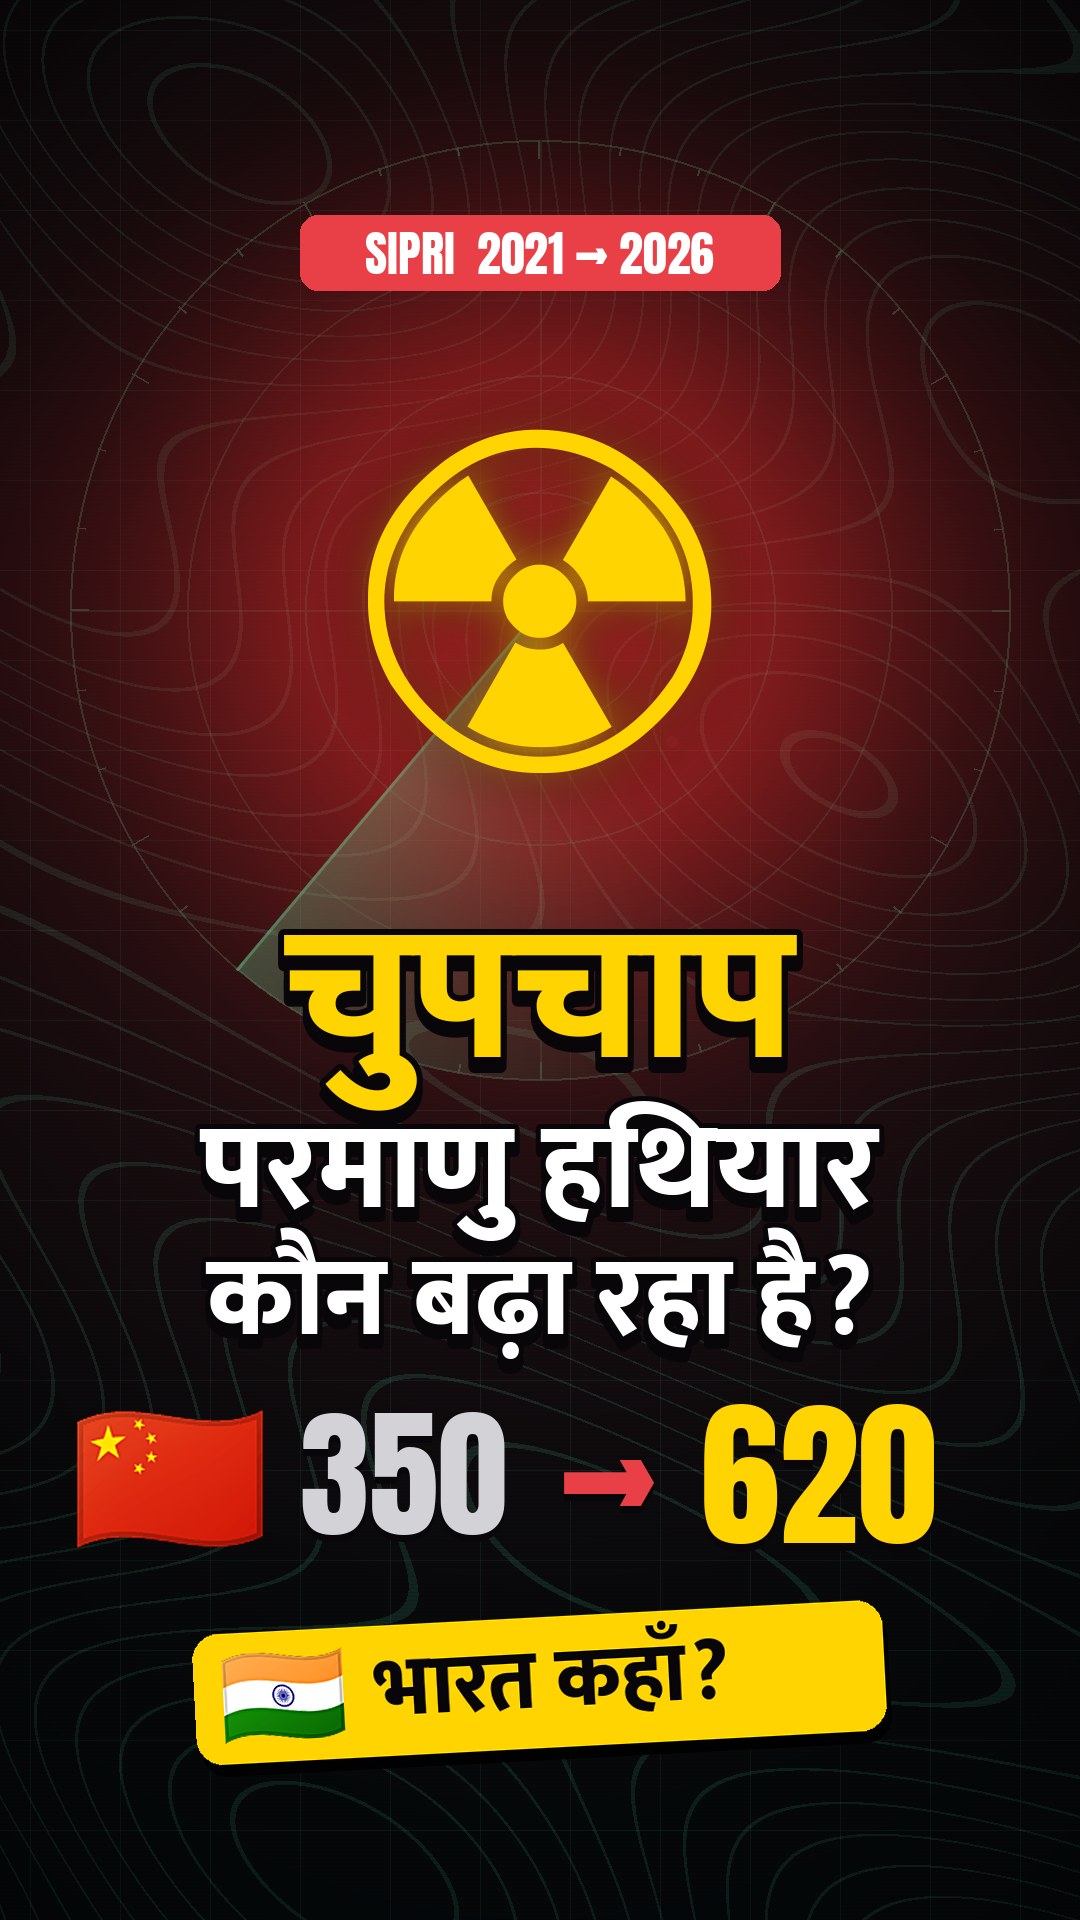 SIPRI 2021 → 2026
चुपचाप
परमाणु हथियार
कौन बढ़ा रहा है?
350 → 620
भारत कहाँ?